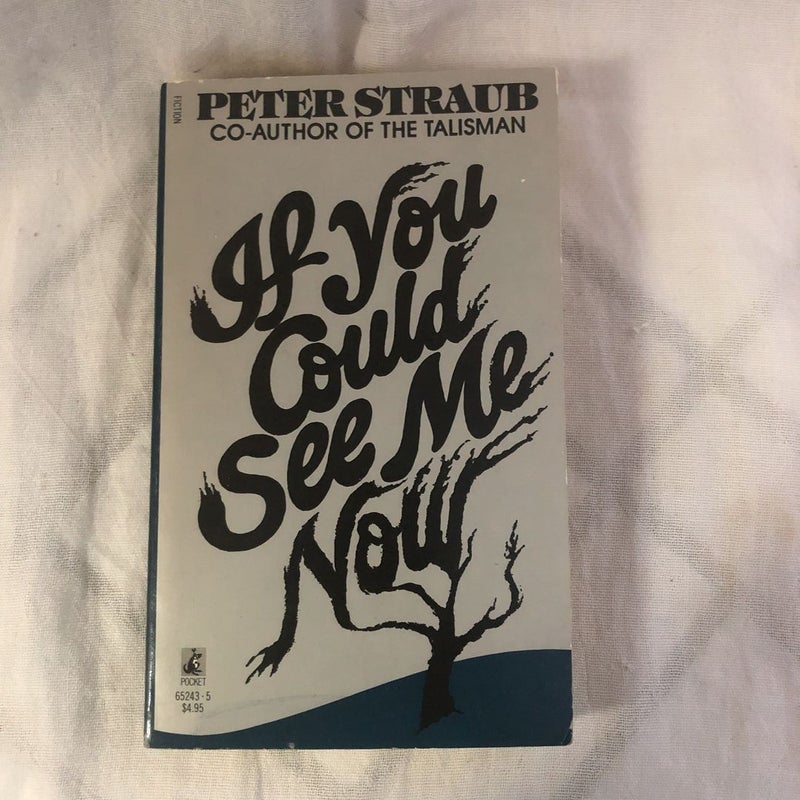 FICTION
PETER STRAUB
CO-AUTHOR OF THE TALISMAN
If You
Could
See Me
Now
POCKET
65243-5
$4.95